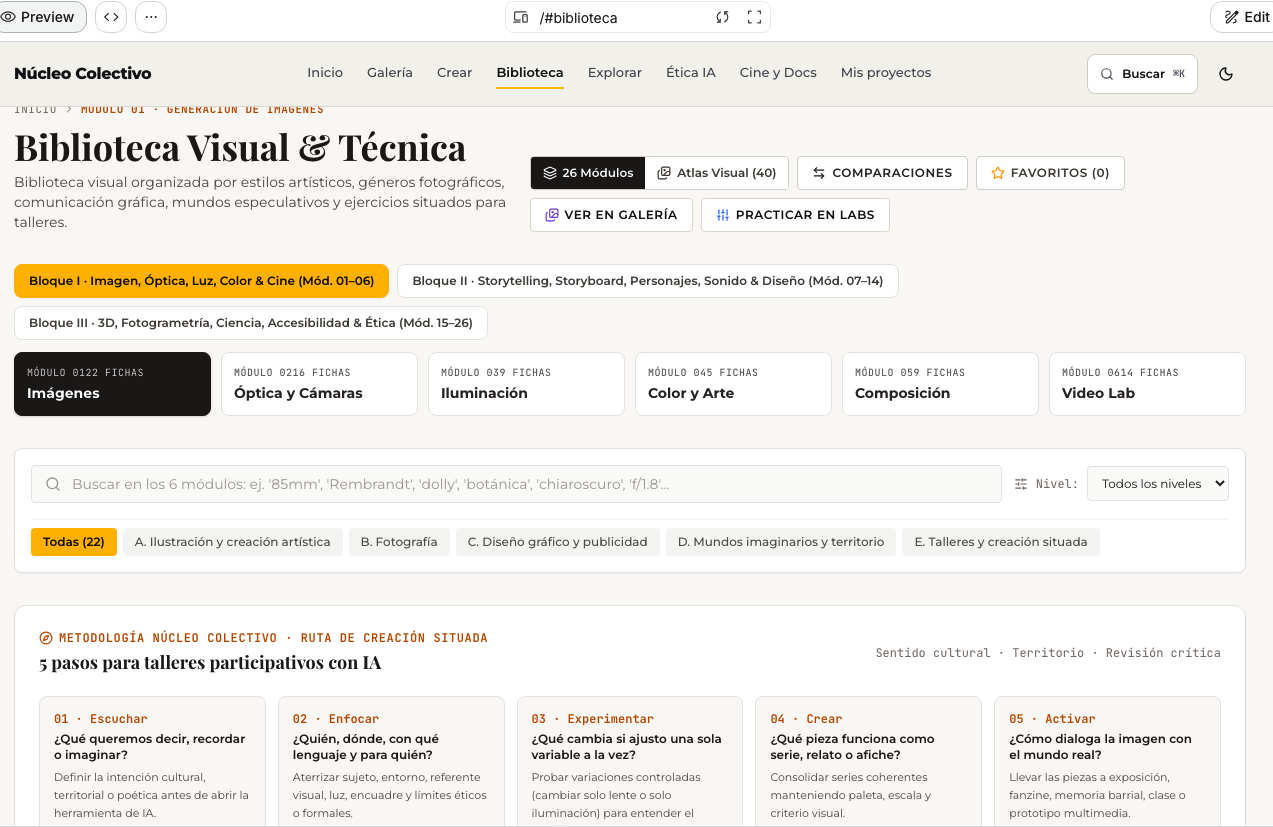 Preview
/#biblioteca
Edit
Núcleo Colectivo
Inicio
Galería
Crear
Biblioteca
Explorar
Ética IA
Cine y Docs
Mis proyectos
Buscar ⌘K
INICIO > MÓDULO 01 · GENERACIÓN DE IMÁGENES
Biblioteca Visual & Técnica
Biblioteca visual organizada por estilos artísticos, géneros fotográficos,
comunicación gráfica, mundos especulativos y ejercicios situados para
talleres.
26 Módulos
Atlas Visual (40)
COMPARACIONES
FAVORITOS (0)
VER EN GALERÍA
PRACTICAR EN LABS
Bloque I · Imagen, Óptica, Luz, Color & Cine (Mód. 01–06)
Bloque II · Storytelling, Storyboard, Personajes, Sonido & Diseño (Mód. 07–14)
Bloque III · 3D, Fotogrametría, Ciencia, Accesibilidad & Ética (Mód. 15–26)
MÓDULO 0122 FICHAS
Imágenes
MÓDULO 0216 FICHAS
Óptica y Cámaras
MÓDULO 039 FICHAS
Iluminación
MÓDULO 045 FICHAS
Color y Arte
MÓDULO 059 FICHAS
Composición
MÓDULO 0614 FICHAS
Video Lab
Buscar en los 6 módulos: ej. '85mm', 'Rembrandt', 'dolly', 'botánica', 'chiaroscuro', 'f/1.8'...
Nivel:
Todos los niveles
Todas (22)
A. Ilustración y creación artística
B. Fotografía
C. Diseño gráfico y publicidad
D. Mundos imaginarios y territorio
E. Talleres y creación situada
METODOLOGÍA NÚCLEO COLECTIVO · RUTA DE CREACIÓN SITUADA
5 pasos para talleres participativos con IA
Sentido cultural · Territorio · Revisión crítica
01 · Escuchar
¿Qué queremos decir, recordar
o imaginar?
Definir la intención cultural,
territorial o poética antes de abrir la
herramienta de IA.
02 · Enfocar
¿Quién, dónde, con qué
lenguaje y para quién?
Aterrizar sujeto, entorno, referente
visual, luz, encuadre y límites éticos
o formales.
03 · Experimentar
¿Qué cambia si ajusto una sola
variable a la vez?
Probar variaciones controladas
(cambiar solo lente o solo
iluminación) para entender el
04 · Crear
¿Qué pieza funciona como
serie, relato o afiche?
Consolidar series coherentes
manteniendo paleta, escala y
criterio visual.
05 · Activar
¿Cómo dialoga la imagen con
el mundo real?
Llevar las piezas a exposición,
fanzine, memoria barrial, clase o
prototipo multimedia.